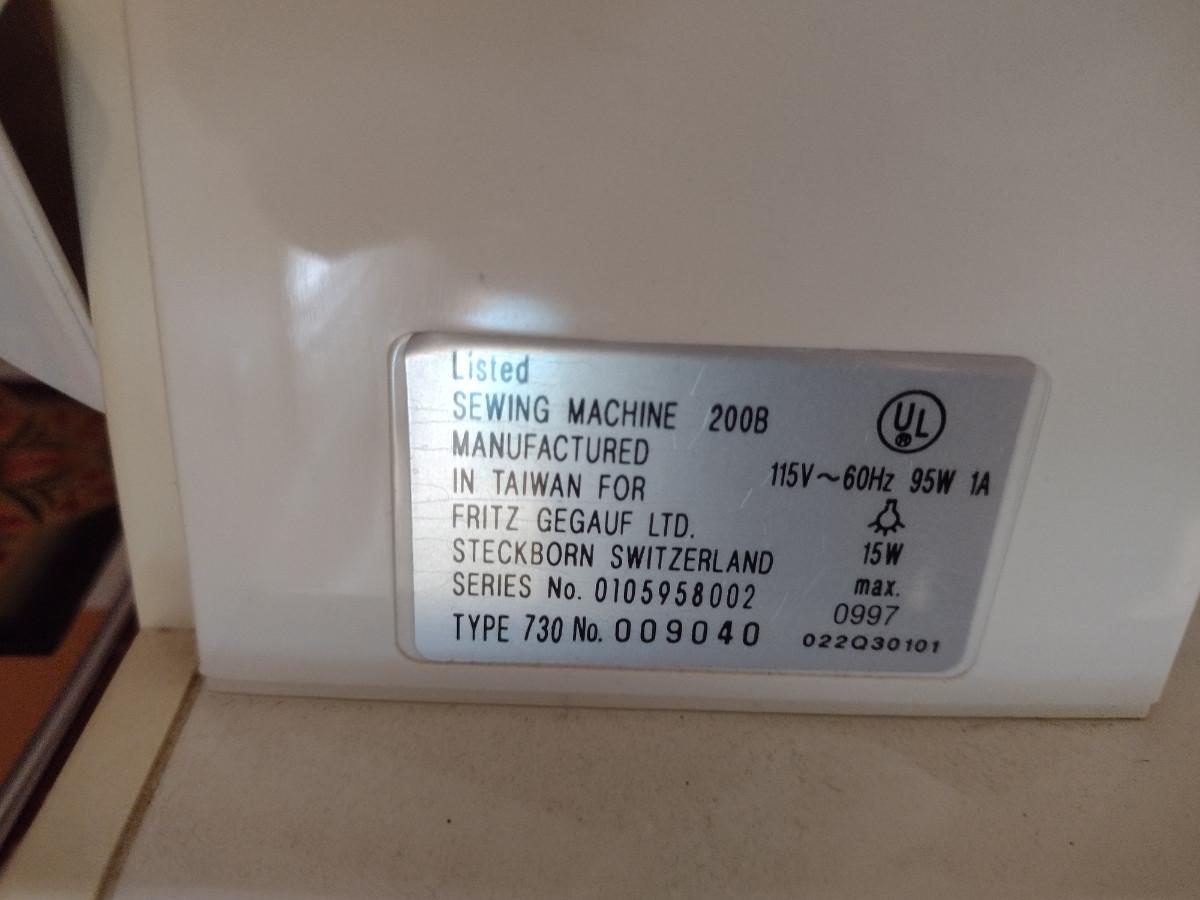 Listed
SEWING MACHINE 200B
MANUFACTURED
IN TAIWAN FOR
FRITZ GEGAUF LTD.
STECKBORN SWITZERLAND
SERIES No. 0105958002
TYPE 730 No. 009040
UL
®
115V~60Hz 95W 1A
15W
max.
0997
022Q30101